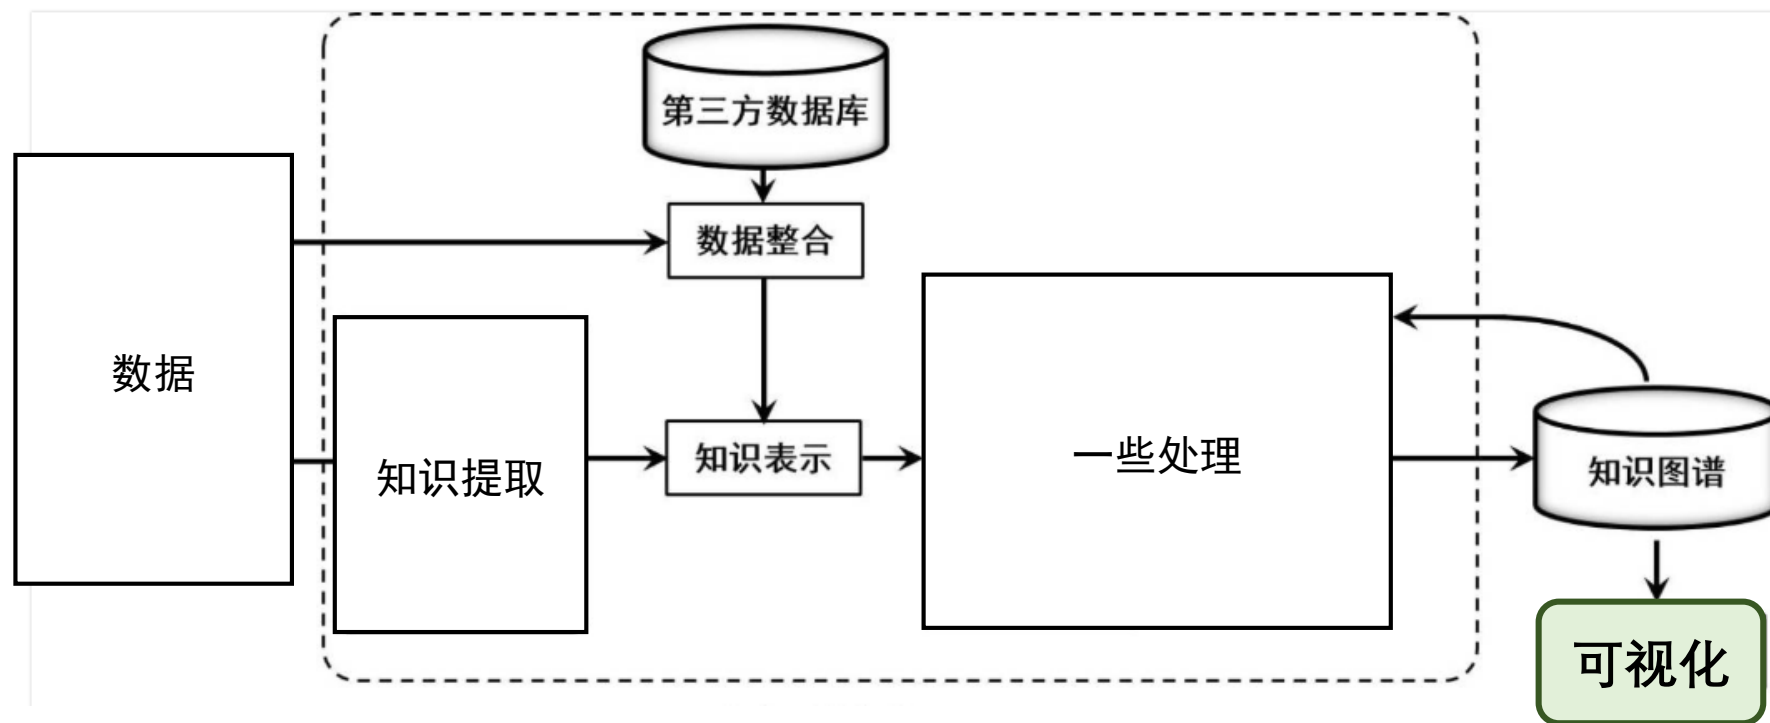 第三方数据库
数据整合
数据
知识提取
知识表示
一些处理
知识图谱
可视化